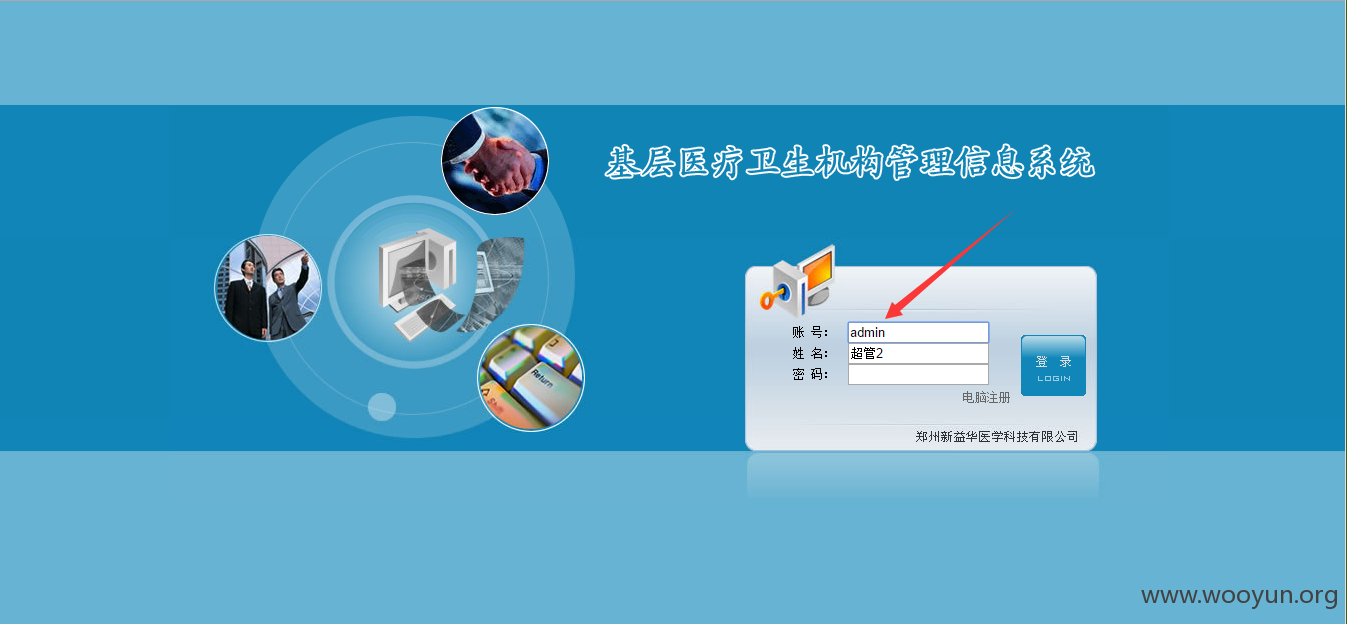 基层医疗卫生机构管理信息系统
账 号: admin
姓 名: 超管2
密 码:
登 录
LOGIN
电脑注册
郑州新益华医学科技有限公司
Return
Shift
www.wooyun.org